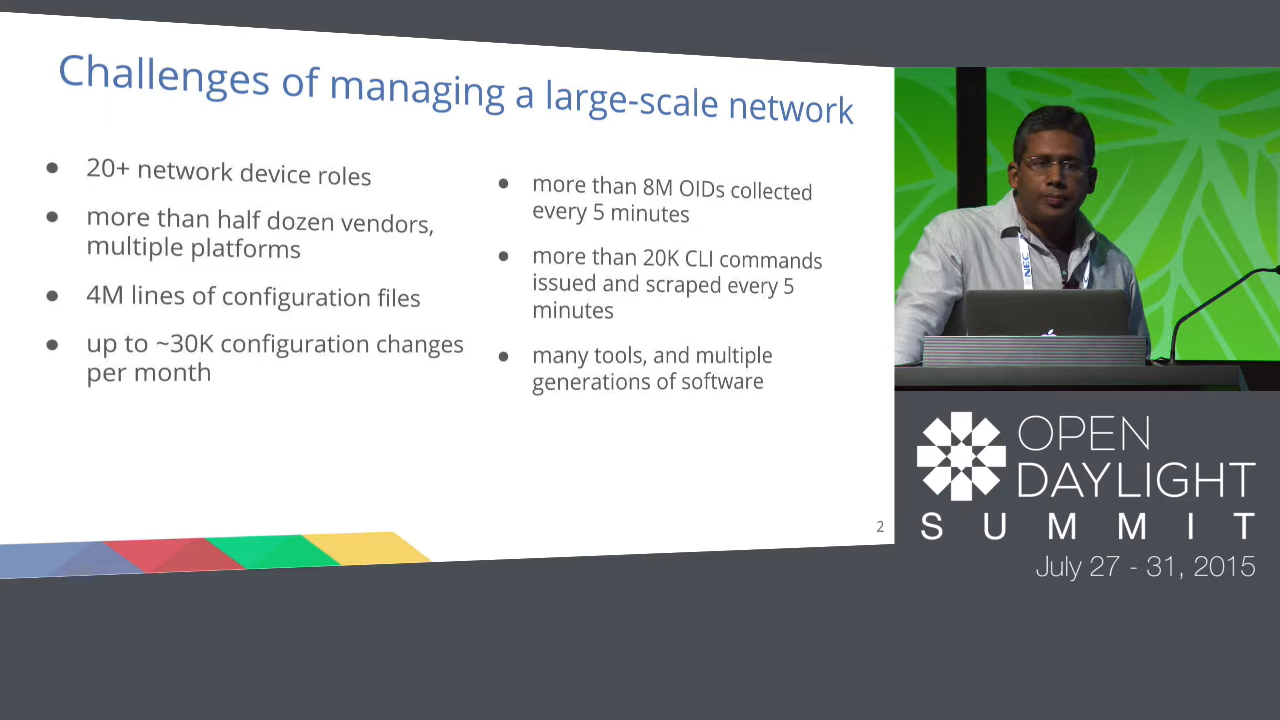 Challenges of managing a large-scale network
20+ network device roles
more than half dozen vendors,
multiple platforms
4M lines of configuration files
up to ~30K configuration changes
per month
more than 8M OIDs collected
every 5 minutes
more than 20K CLI commands
issued and scraped every 5
minutes
many tools, and multiple
generations of software
2
NEC
OPEN
DAYLIGHT
SUMMIT
July 27 - 31, 2015